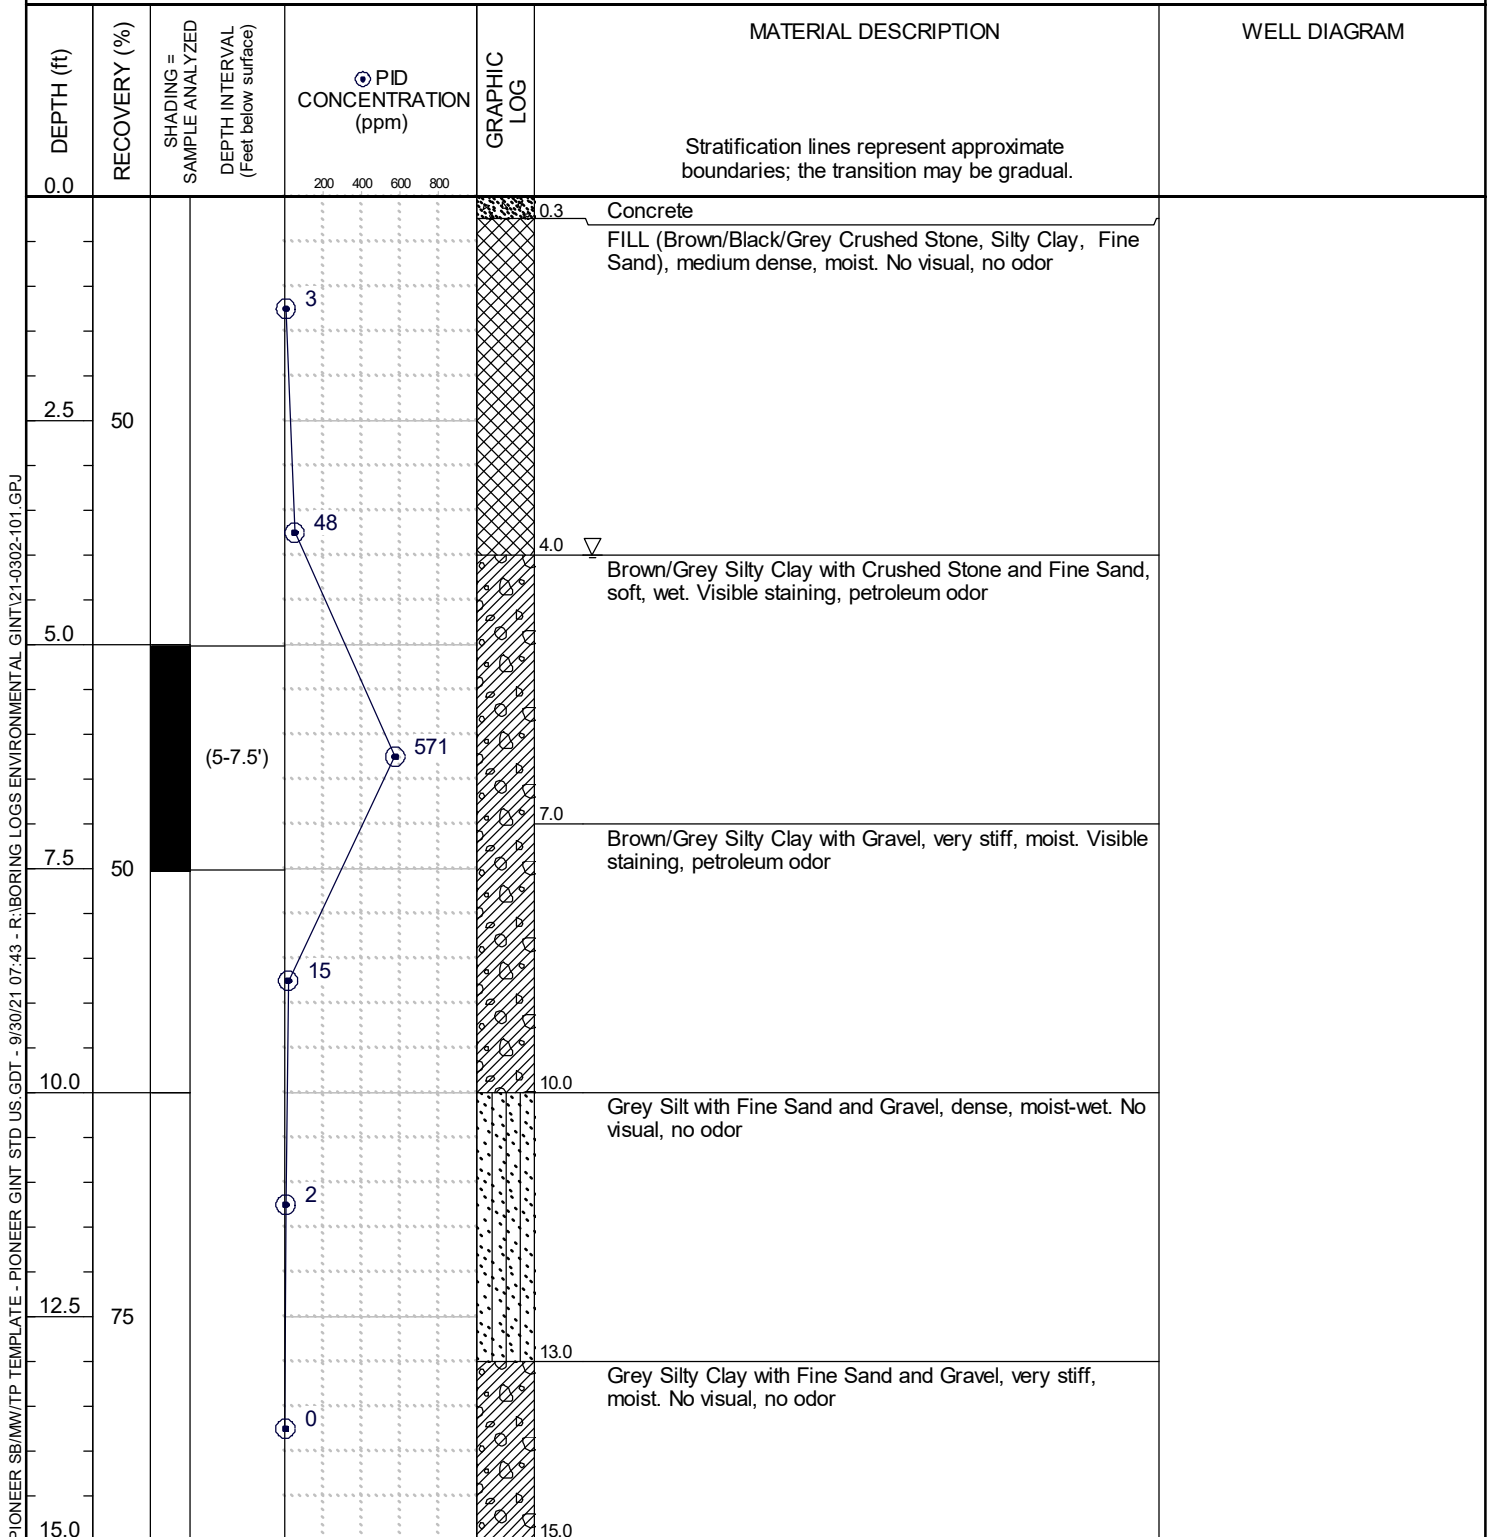 DEPTH (ft)
RECOVERY (%)
SHADING =
SAMPLE ANALYZED
DEPTH INTERVAL
(Feet below surface)
PID
CONCENTRATION
(ppm)
GRAPHIC
LOG
MATERIAL DESCRIPTION
Stratification lines represent approximate
boundaries; the transition may be gradual.
WELL DIAGRAM
0.0
200 400 600 800
0.3 Concrete
FILL (Brown/Black/Grey Crushed Stone, Silty Clay, Fine
Sand), medium dense, moist. No visual, no odor
3
2.5
50
48
4.0
Brown/Grey Silty Clay with Crushed Stone and Fine Sand,
soft, wet. Visible staining, petroleum odor
5.0
(5-7.5')
571
7.0
Brown/Grey Silty Clay with Gravel, very stiff, moist. Visible
staining, petroleum odor
7.5
50
15
10.0
10.0
Grey Silt with Fine Sand and Gravel, dense, moist-wet. No
visual, no odor
2
12.5
75
13.0
Grey Silty Clay with Fine Sand and Gravel, very stiff,
moist. No visual, no odor
0
15.0
15.0
PIONEER SB/MW/TP TEMPLATE - PIONEER GINT STD US.GDT - 9/30/21 07:43 - R:\BORING LOGS ENVIRONMENTAL GINT\21-0302-101.GPJ